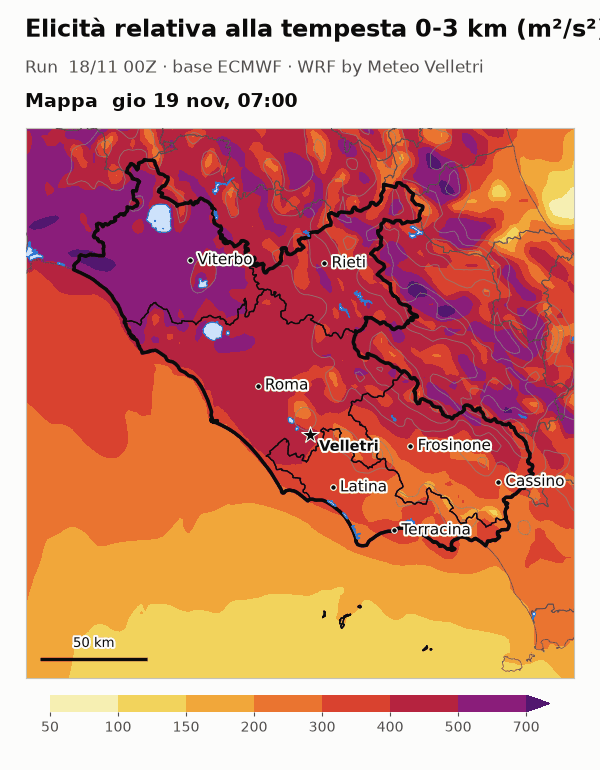 Elicità relativa alla tempesta 0-3 km (m²/s²)
Run 18/11 00Z · base ECMWF · WRF by Meteo Velletri
Mappa gio 19 nov, 07:00
Viterbo
Rieti
Roma
Velletri
Frosinone
Latina
Cassino
Terracina
50 km
50 100 150 200 300 400 500 700